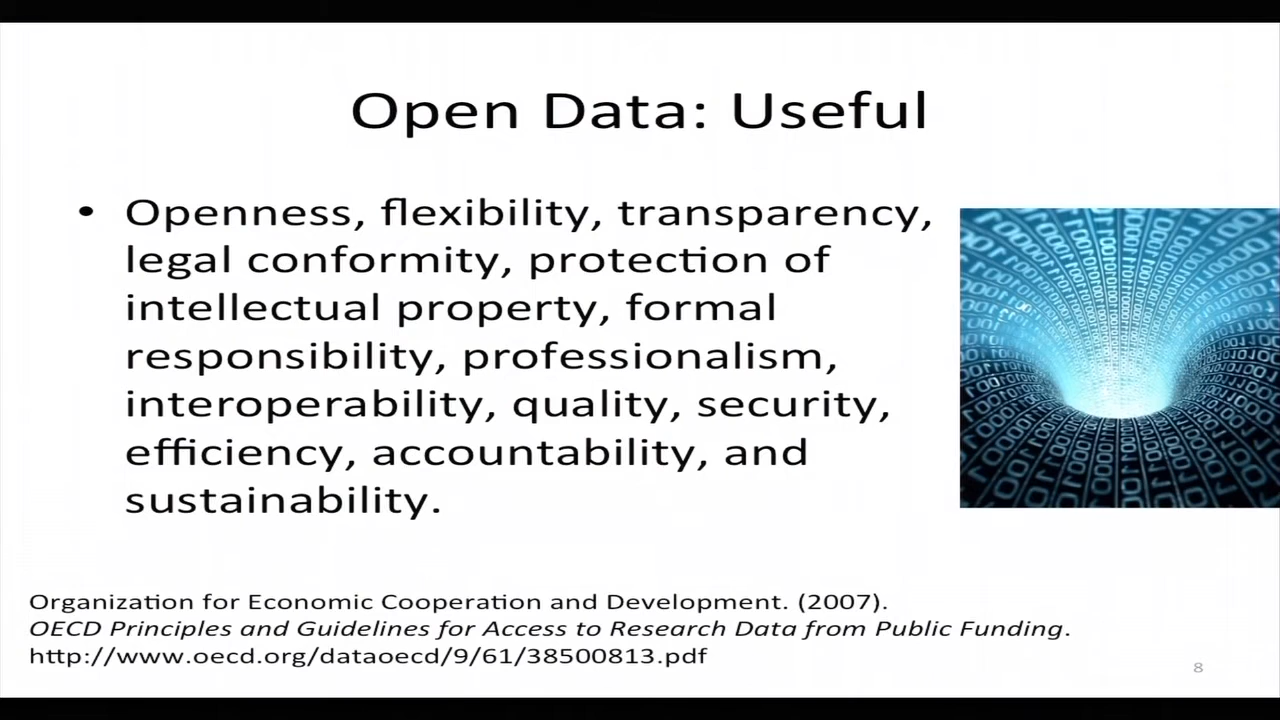 Open Data: Useful
• Openness, flexibility, transparency,
legal conformity, protection of
intellectual property, formal
responsibility, professionalism,
interoperability, quality, security,
efficiency, accountability, and
sustainability.
Organization for Economic Cooperation and Development. (2007).
OECD Principles and Guidelines for Access to Research Data from Public Funding.
http://www.oecd.org/dataoecd/9/61/38500813.pdf
8